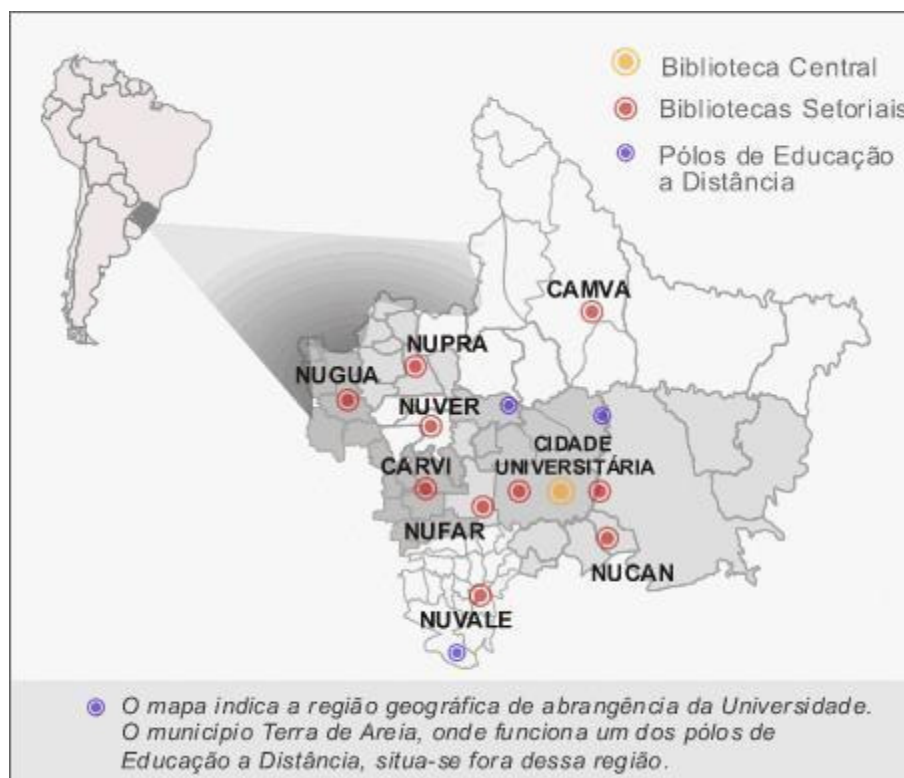 Biblioteca Central
Bibliotecas Setoriais
Pólos de Educação
a Distância
CAMVA
NUPRA
NUGUA
NUVER
CIDADE
UNIVERSITÁRIA
CARVI
NUFAR
NUCAN
NUVALE
O mapa indica a região geográfica de abrangência da Universidade.
O município Terra de Areia, onde funciona um dos pólos de
Educação a Distância, situa-se fora dessa região.